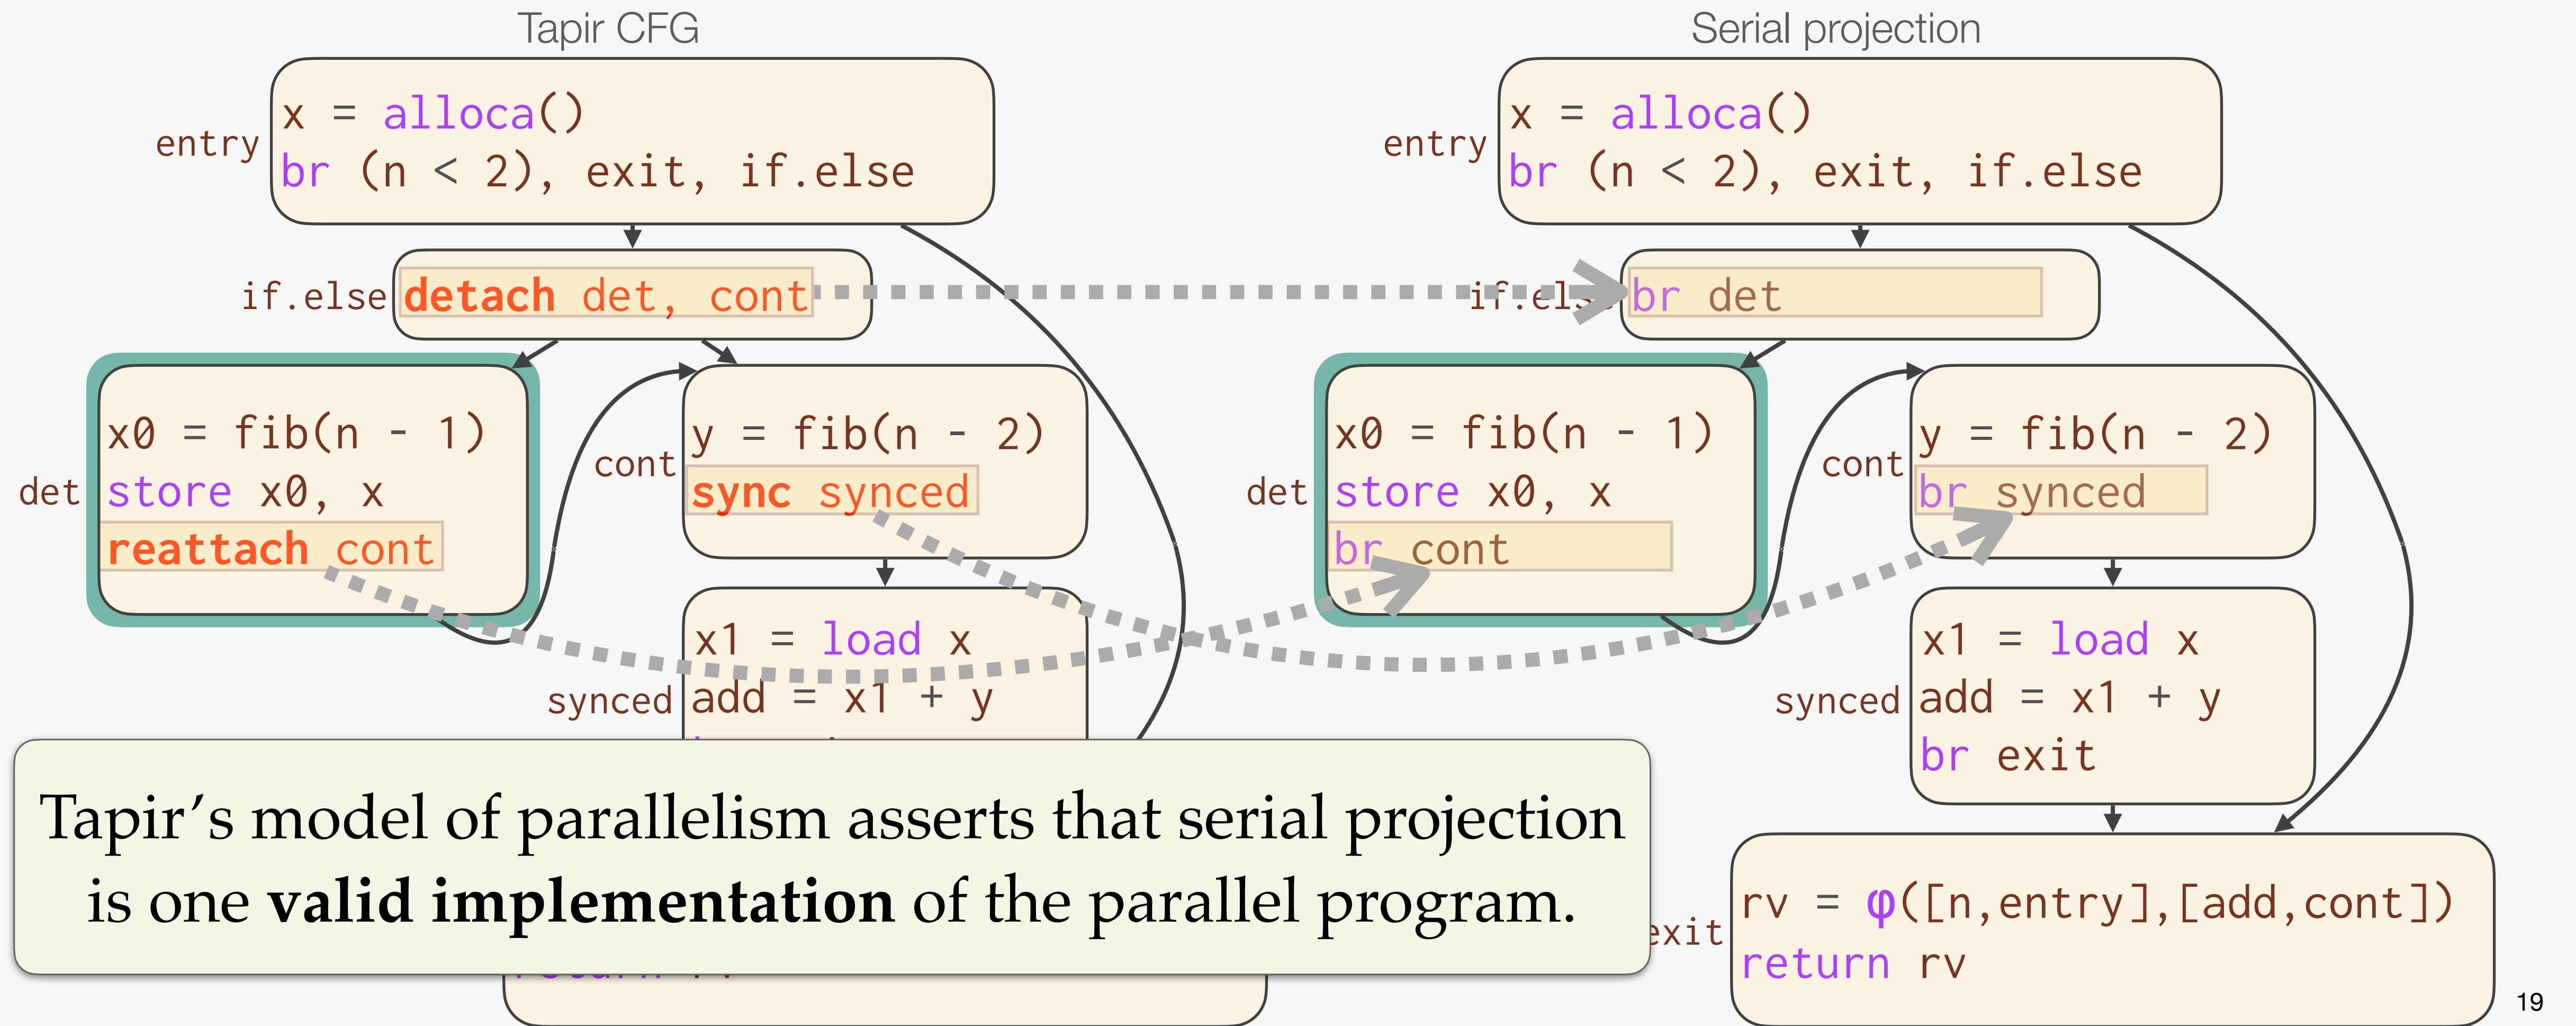 Tapir CFG
entry
x = alloca()
br (n < 2), exit, if.else
if.else
detach det, cont
det
x0 = fib(n - 1)
store x0, x
reattach cont
cont
y = fib(n - 2)
sync synced
synced
x1 = load x
add = x1 + y
Serial projection
entry
x = alloca()
br (n < 2), exit, if.else
if.else
br det
det
x0 = fib(n - 1)
store x0, x
br cont
cont
y = fib(n - 2)
br synced
synced
x1 = load x
add = x1 + y
br exit
exit
rv = φ([n,entry],[add,cont])
return rv
Tapir’s model of parallelism asserts that serial projection
is one valid implementation of the parallel program.
19